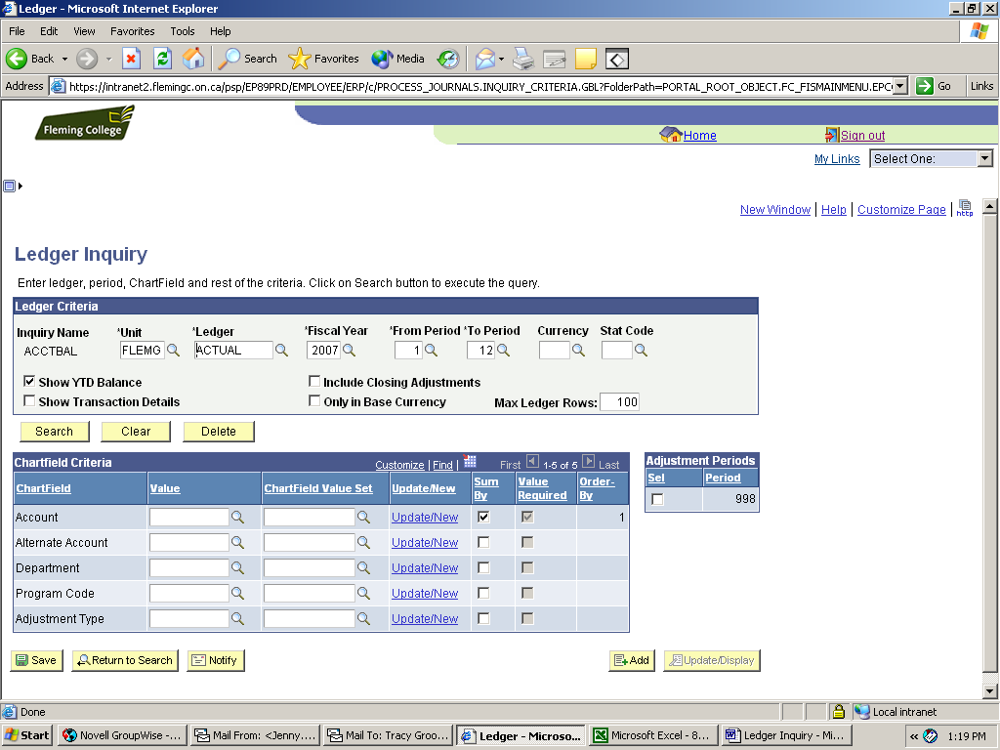 Ledger - Microsoft Internet Explorer
File Edit View Favorites Tools Help
Back Search Favorites Media
Address https://intranet2.flemingc.on.ca/psp/EP89PRD/EMPLOYEE/ERP/c/PROCESS_JOURNALS.INQUIRY_CRITERIA.GBL?FolderPath=PORTAL_ROOT_OBJECT.FC_FISMAINMENU.EPC Go Links
Fleming College
Home Sign out
My Links Select One:
New Window | Help | Customize Page | http
Ledger Inquiry
Enter ledger, period, ChartField and rest of the criteria. Click on Search button to execute the query.
Ledger Criteria
Inquiry Name *Unit *Ledger *Fiscal Year *From Period *To Period Currency Stat Code
ACCTBAL FLEMG ACTUAL 2007 1 12
Show YTD Balance Include Closing Adjustments
Show Transaction Details Only in Base Currency Max Ledger Rows: 100
Search Clear Delete
Chartfield Criteria Customize | Find | First 1-5 of 5 Last
ChartField Value ChartField Value Set Update/New Sum By Value Required Order-By
Account Update/New 1
Alternate Account Update/New
Department Update/New
Program Code Update/New
Adjustment Type Update/New
Adjustment Periods
Sel Period
998
Save Return to Search Notify Add Update/Display
Done Local intranet
Start Novell GroupWise - ... Mail From: <Jenny.... Mail To: Tracy Groo... Ledger - Microso... Microsoft Excel - 8... Ledger Inquiry - Mi... « 1:19 PM